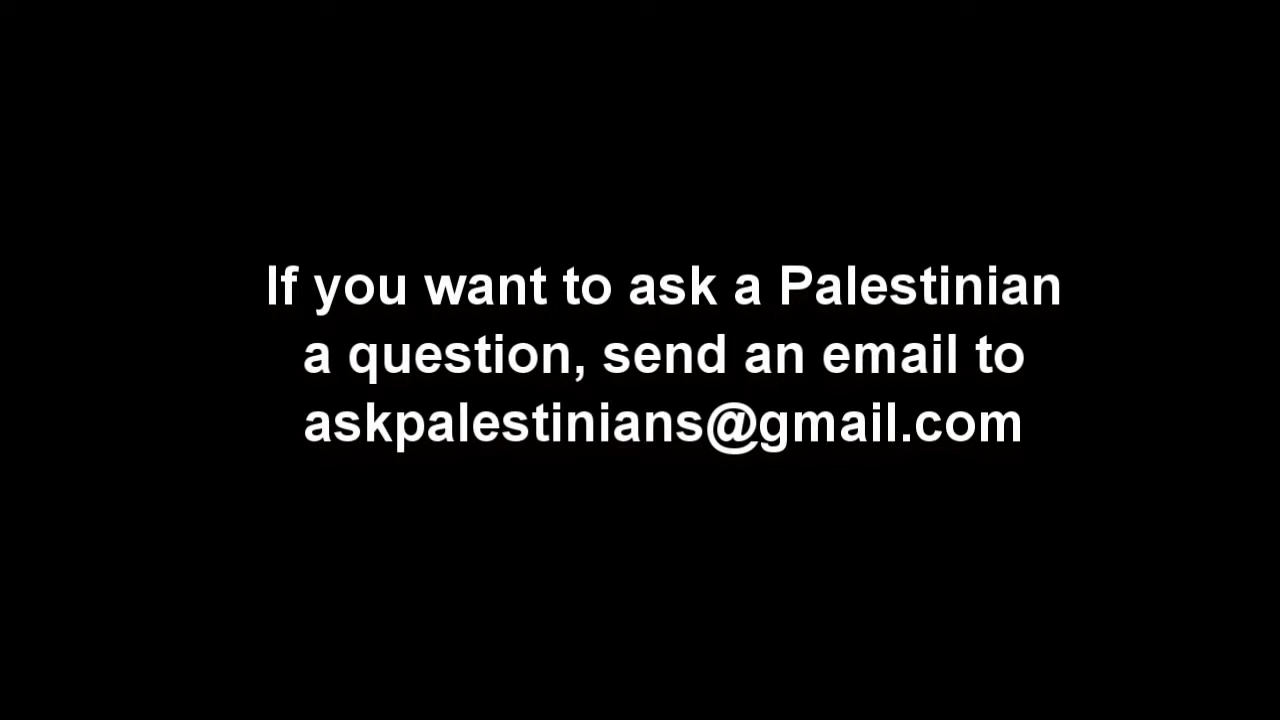 If you want to ask a Palestinian
a question, send an email to
askpalestinians@gmail.com